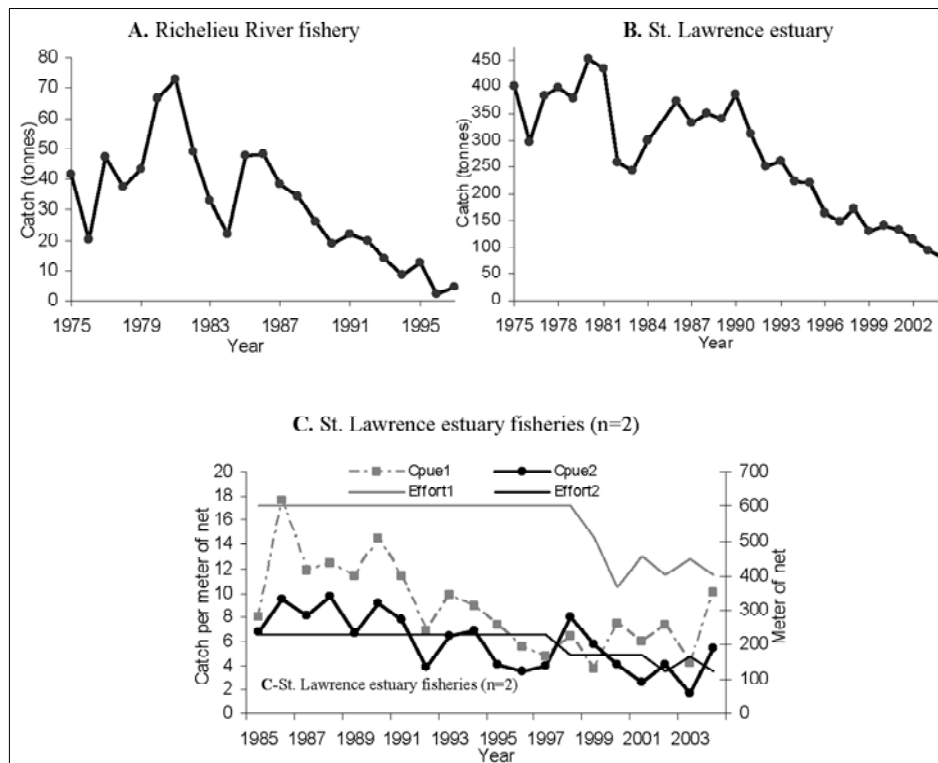 A. Richelieu River fishery
80
70
60
50
40
30
20
10
0
Catch (tonnes)
1975 1979 1983 1987 1991 1995
Year
B. St. Lawrence estuary
450
400
350
300
250
200
150
100
50
0
Catch (tonnes)
1975 1978 1981 1984 1987 1990 1993 1996 1999 2002
Year
C. St. Lawrence estuary fisheries (n=2)
Cpue1 Cpue2
Effort1 Effort2
20
18
16
14
12
10
8
6
4
2
0
Catch per meter of net
700
600
500
400
300
200
100
0
Meter of net
C-St. Lawrence estuary fisheries (n=2)
1985 1987 1989 1991 1993 1995 1997 1999 2001 2003
Year